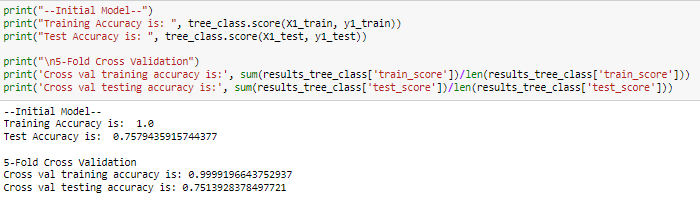 print("--Initial Model--")
print("Training Accuracy is: ", tree_class.score(X1_train, y1_train))
print("Test Accuracy is: ", tree_class.score(X1_test, y1_test))
print("\n5-Fold Cross Validation")
print('Cross val training accuracy is:', sum(results_tree_class['train_score'])/len(results_tree_class['train_score']))
print('Cross val testing accuracy is:', sum(results_tree_class['test_score'])/len(results_tree_class['test_score']))
--Initial Model--
Training Accuracy is:  1.0
Test Accuracy is:  0.7579435915744377
5-Fold Cross Validation
Cross val training accuracy is: 0.9999196643752937
Cross val testing accuracy is: 0.7513928378497721